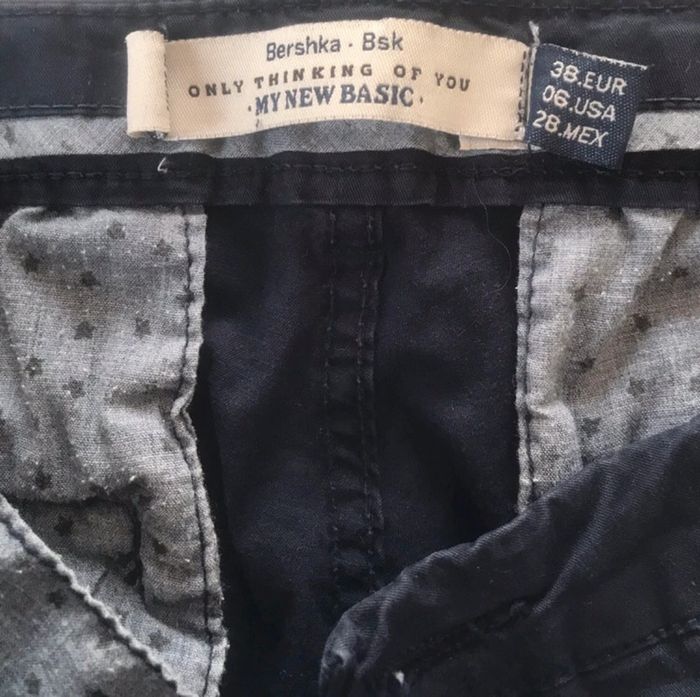 Bershka · Bsk
ONLY THINKING OF YOU
·MY NEW BASIC·
38.EUR
06.USA
28.MEX